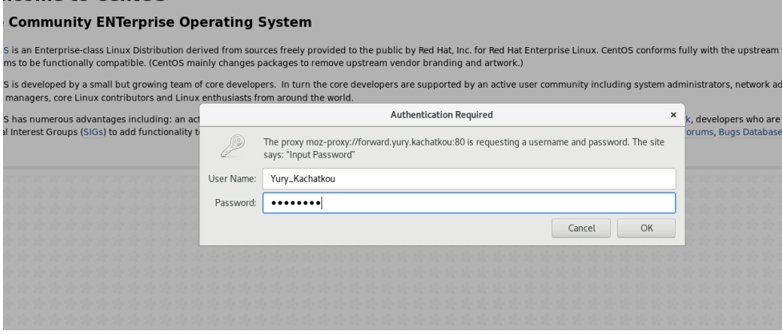 Community ENTerprise Operating System
S is an Enterprise-class Linux Distribution derived from sources freely provided to the public by Red Hat, Inc. for Red Hat Enterprise Linux. CentOS conforms fully with the upstream
ms to be functionally compatible. (CentOS mainly changes packages to remove upstream vendor branding and artwork.)
S is developed by a small but growing team of core developers. In turn the core developers are supported by an active user community including system administrators, network ad
managers, core Linux contributors and Linux enthusiasts from around the world.
S has numerous advantages including: an act
k, developers who are
al Interest Groups (SIGs) to add functionality t
orums, Bugs Database
Authentication Required
The proxy moz-proxy://forward.yury.kachatkou:80 is requesting a username and password. The site
says: "Input Password"
User Name: Yury_Kachatkou
Password: ●●●●●●●●
Cancel OK